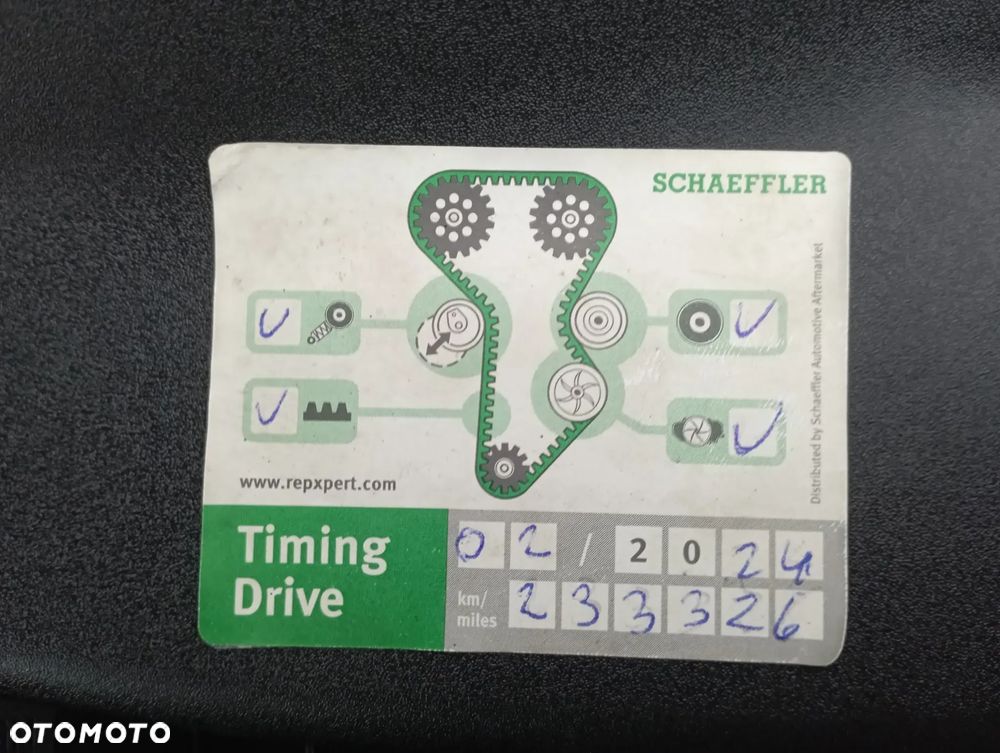 SCHAEFFLER
Distributed by Schaeffler Automotive Aftermarket
www.repxpert.com
Timing
Drive
02 / 2024
km/
miles
233326
OTOMOTO